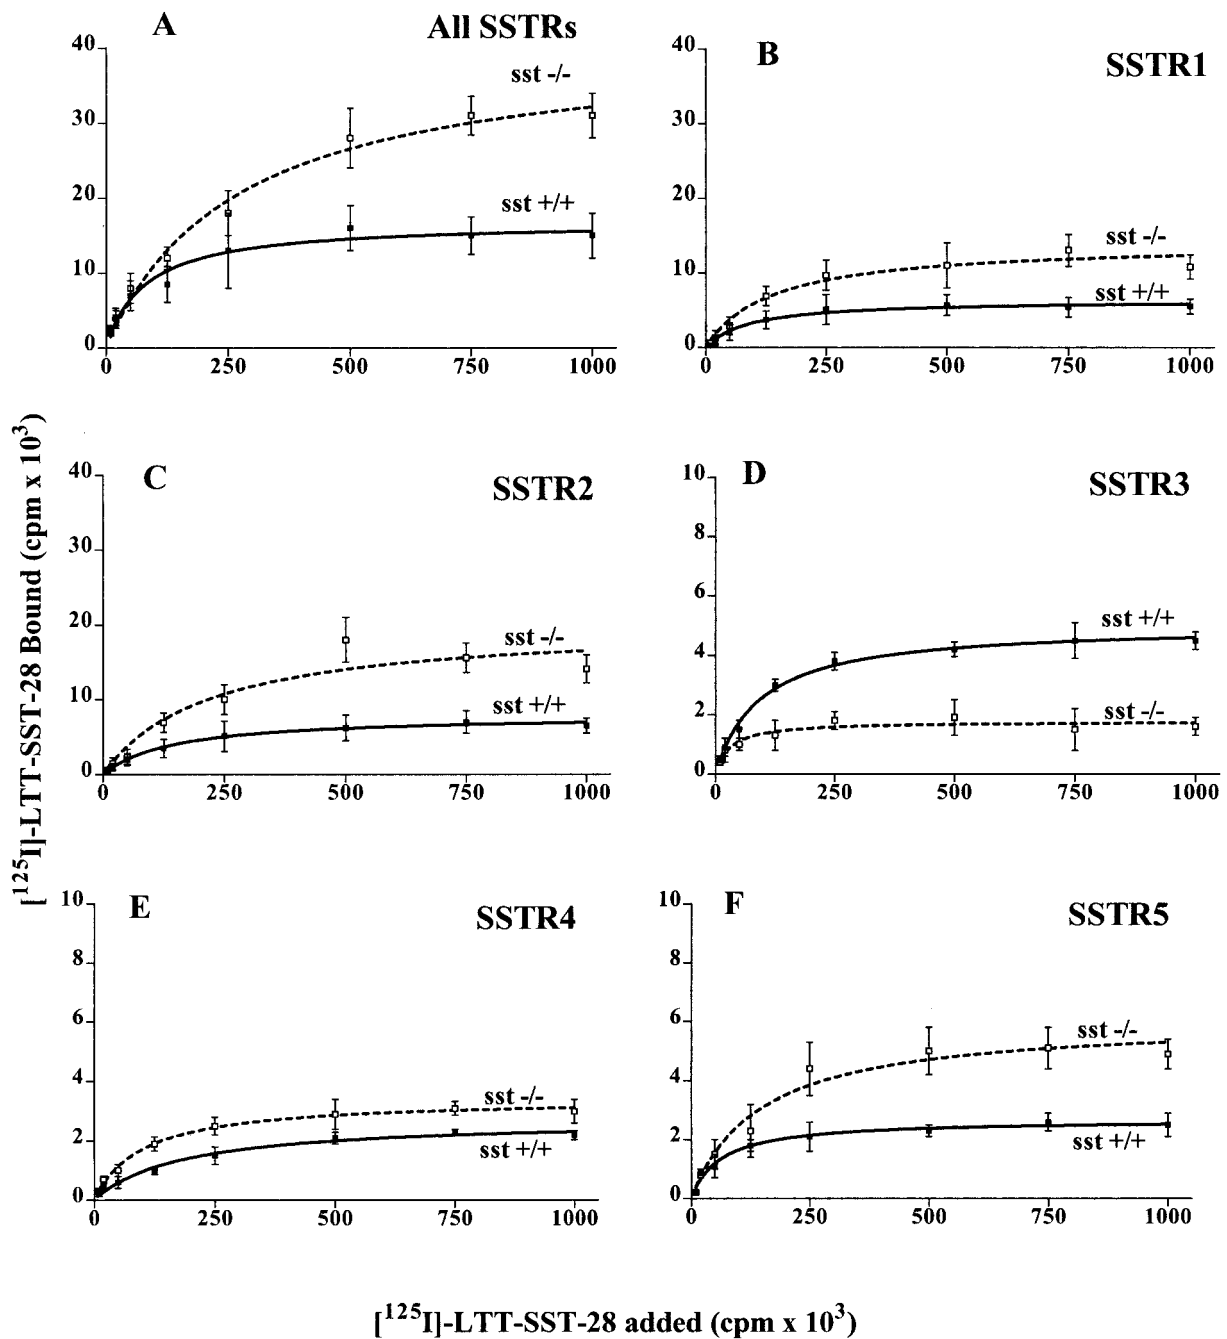 A
All SSTRs
40
30
20
10
0
sst -/-
sst +/+
0 250 500 750 1000
B
SSTR1
40
30
20
10
0
sst -/-
sst +/+
0 250 500 750 1000
[125I]-LTT-SST-28 Bound (cpm x 10³)
C
SSTR2
40
30
20
10
0
sst -/-
sst +/+
0 250 500 750 1000
D
SSTR3
10
8
6
4
2
0
sst +/+
sst -/-
0 250 500 750 1000
E
SSTR4
10
8
6
4
2
0
sst -/-
sst +/+
0 250 500 750 1000
F
SSTR5
10
8
6
4
2
0
sst -/-
sst +/+
0 250 500 750 1000
[125I]-LTT-SST-28 added (cpm x 10³)